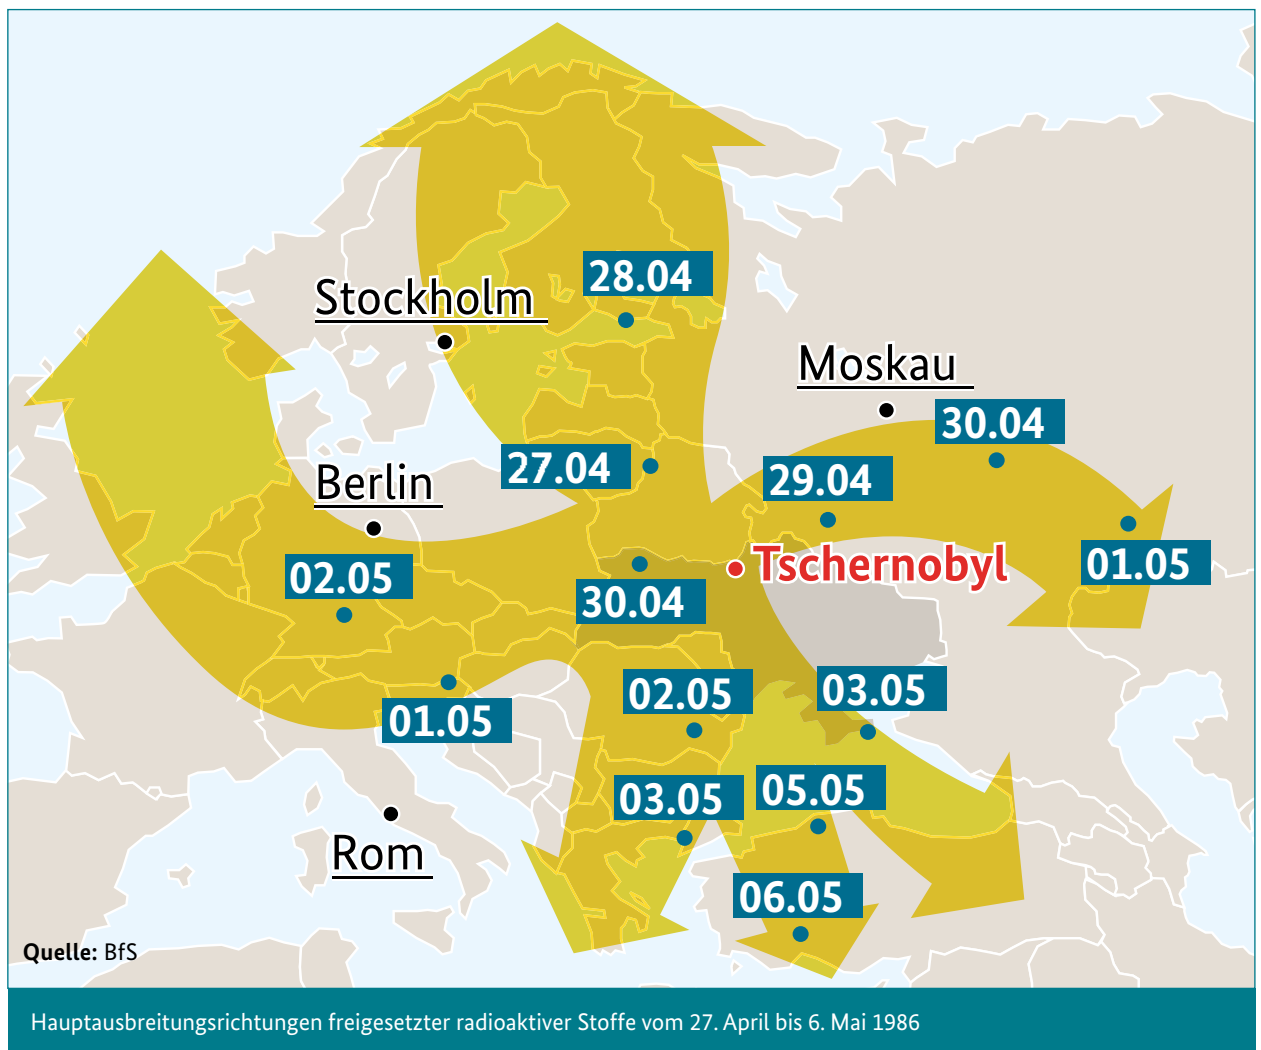 28.04
Stockholm
Moskau
30.04
27.04
29.04
Berlin
Tschernobyl
01.05
02.05
30.04
02.05
03.05
01.05
03.05
05.05
Rom
06.05
Quelle: BfS
Hauptausbreitungsrichtungen freigesetzter radioaktiver Stoffe vom 27. April bis 6. Mai 1986